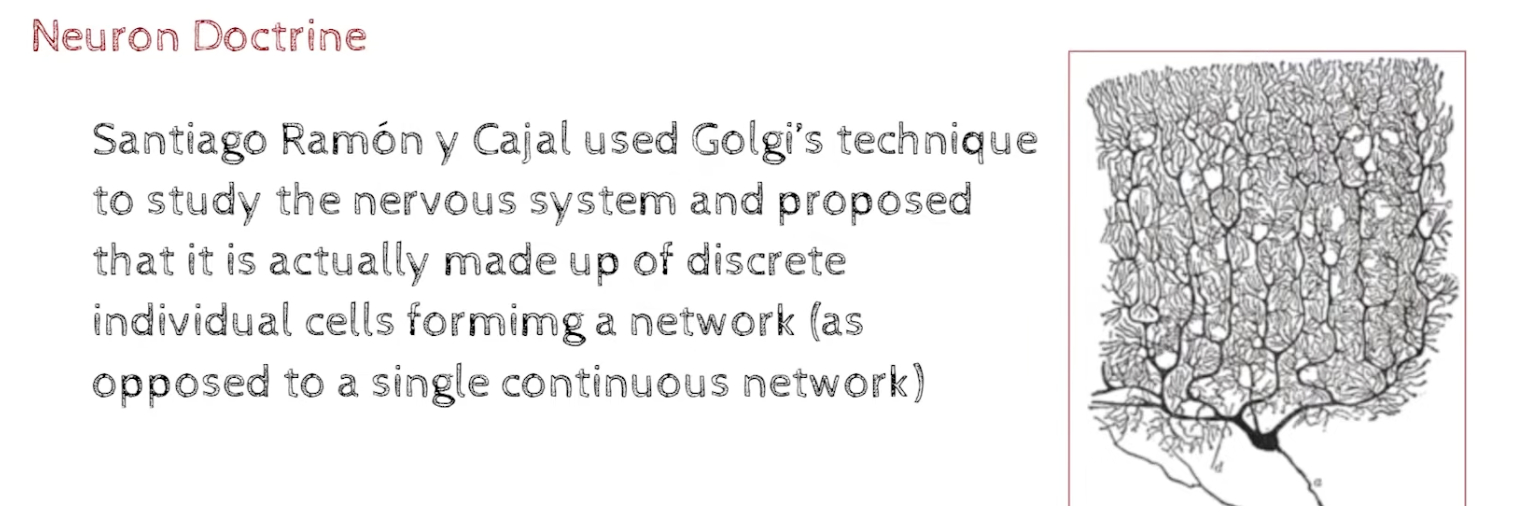 Neuron Doctrine
Santiago Ramón y Cajal used Golgi's technique
to study the nervous system and proposed
that it is actually made up of discrete
individual cells formimg a network (as
opposed to a single continuous network)
d
a